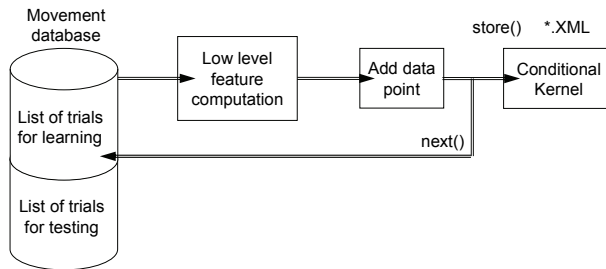 Movement
database
store() *.XML
Low level
feature
computation
Add data
point
Conditional
Kernel
List of trials
for learning
next()
List of trials
for testing